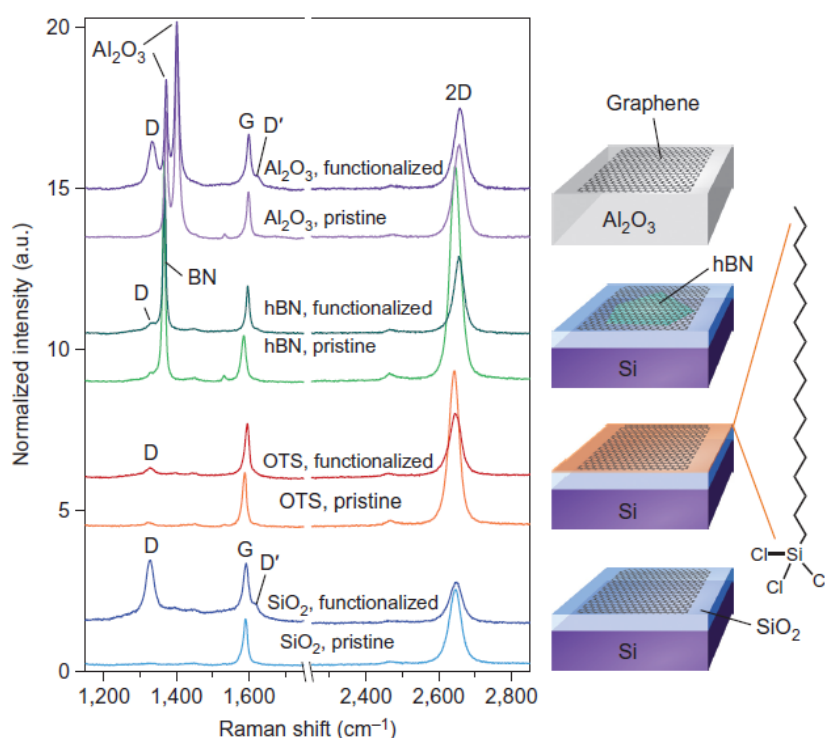 Normalized intensity (a.u.)
20
15
10
5
0
Al₂O₃
D
G
D′
2D
Al₂O₃, functionalized
Al₂O₃, pristine
BN
D
hBN, functionalized
hBN, pristine
D
OTS, functionalized
OTS, pristine
D
G
D′
SiO₂, functionalized
SiO₂, pristine
1,200 1,400 1,600 2,200 2,400 2,600 2,800
Raman shift (cm⁻¹)
Graphene
Al₂O₃
hBN
Si
Si
Cl
Si
Cl
C
SiO₂
Si